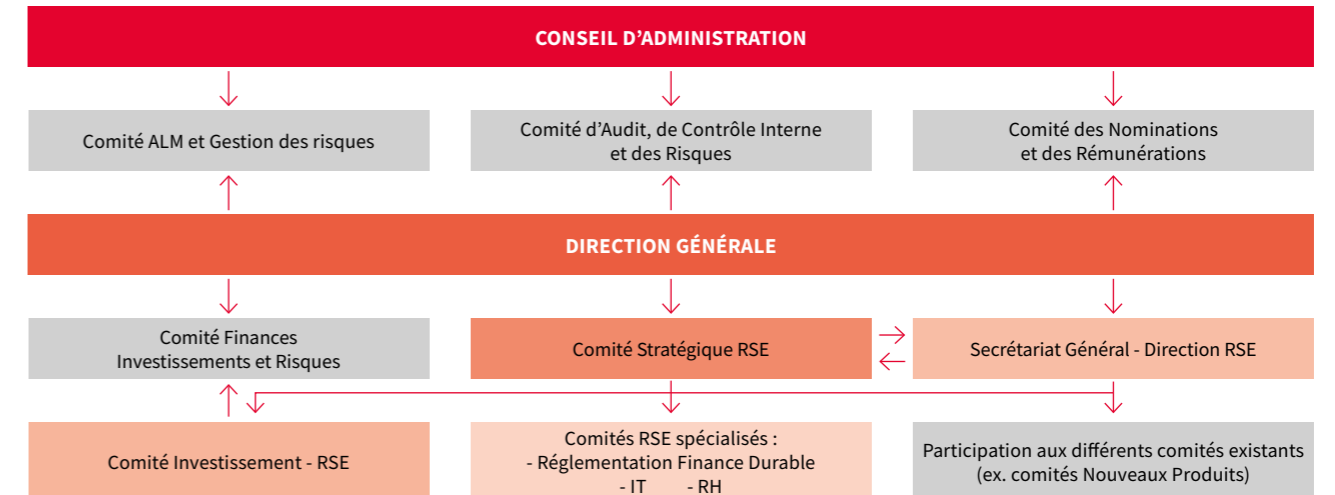 CONSEIL D’ADMINISTRATION
Comité ALM et Gestion des risques
Comité d’Audit, de Contrôle Interne
et des Risques
Comité des Nominations
et des Rémunérations
DIRECTION GÉNÉRALE
Comité Finances
Investissements et Risques
Comité Stratégique RSE
Secrétariat Général - Direction RSE
Comité Investissement - RSE
Comités RSE spécialisés :
- Réglementation Finance Durable
- IT - RH
Participation aux différents comités existants
(ex. comités Nouveaux Produits)